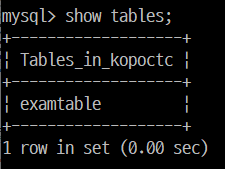 mysql> show tables;
+-------------------+
¦ Tables_in_kopoctc ¦
+-------------------+
¦ examtable         ¦
+-------------------+
1 row in set (0.00 sec)